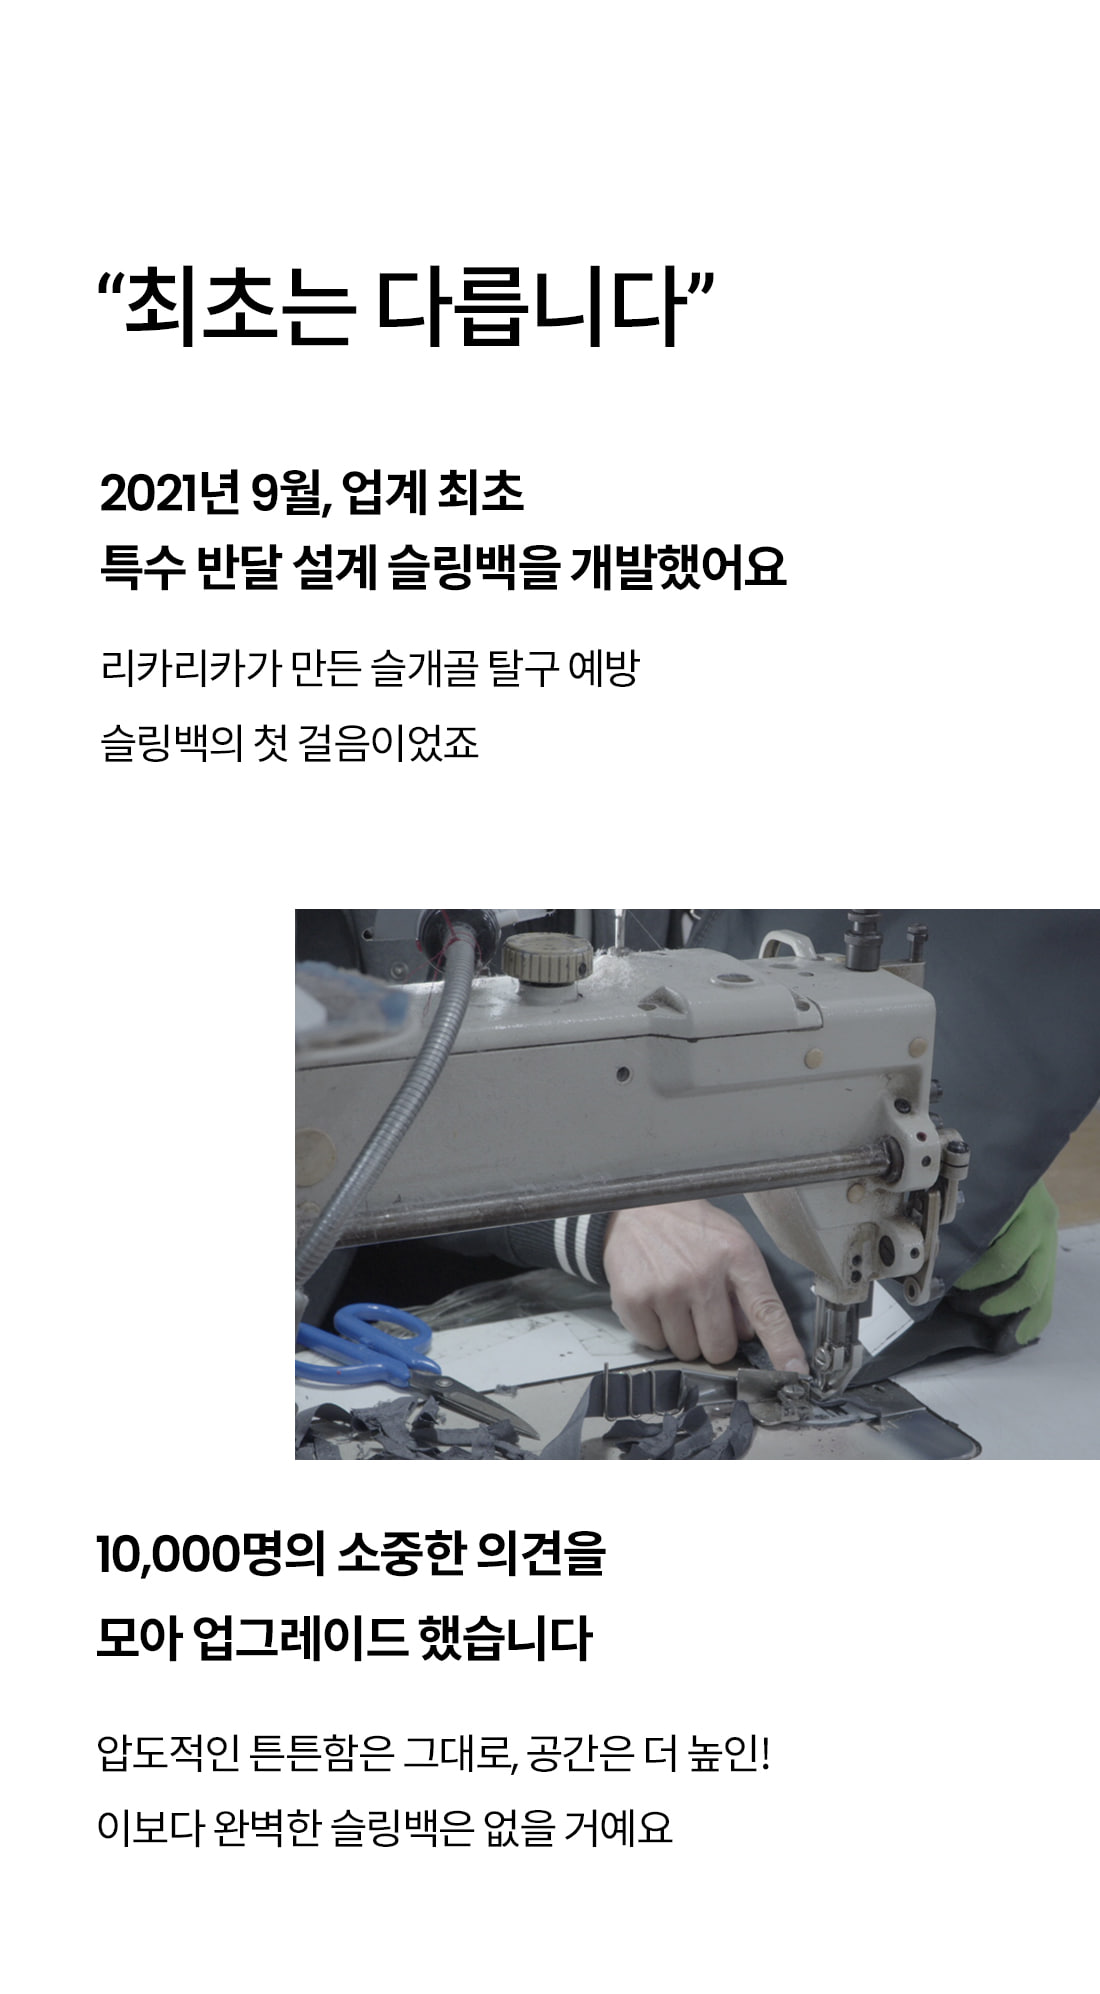 “최초는 다릅니다”
2021년 9월, 업계 최초
특수 반달 설계 슬링백을 개발했어요
리카리카가 만든 슬개골 탈구 예방
슬링백의 첫 걸음이었죠
10,000명의 소중한 의견을
모아 업그레이드 했습니다
압도적인 튼튼함은 그대로, 공간은 더 높인!
이보다 완벽한 슬링백은 없을 거예요